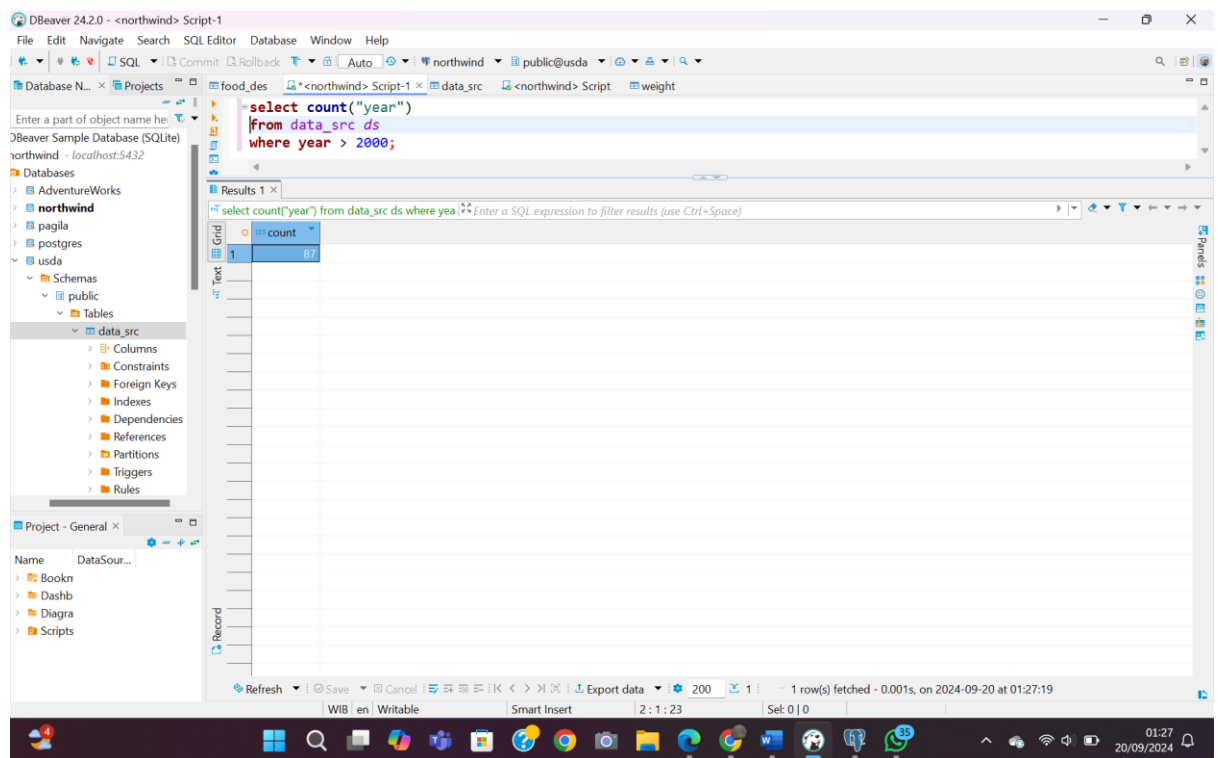 DBeaver 24.2.0 - <northwind> Script-1
File Edit Navigate Search SQL Editor Database Window Help
SQL Commit Rollback T Auto northwind public@usda
Database N... Projects food_des *<northwind> Script-1 data_src <northwind> Script weight
Enter a part of object name he
select count("year")
from data_src ds
where year > 2000;
DBeaver Sample Database (SQLite)
northwind - localhost:5432
Databases
AdventureWorks
northwind
pagila
postgres
usda
Schemas
public
Tables
data_src
Columns
Constraints
Foreign Keys
Indexes
Dependencies
References
Partitions
Triggers
Rules
Results 1
select count("year") from data_src ds where yea Enter a SQL expression to filter results (use Ctrl+Space)
Grid
Text
Record
123 count
1 87
Panels
Project - General
Name DataSour...
Bookm
Dashb
Diagra
Scripts
Refresh Save Cancel Export data 200 1 1 row(s) fetched - 0.001s, on 2024-09-20 at 01:27:19
WIB en Writable Smart Insert 2 : 1 : 23 Sel: 0 | 0
4
35
01:27
20/09/2024